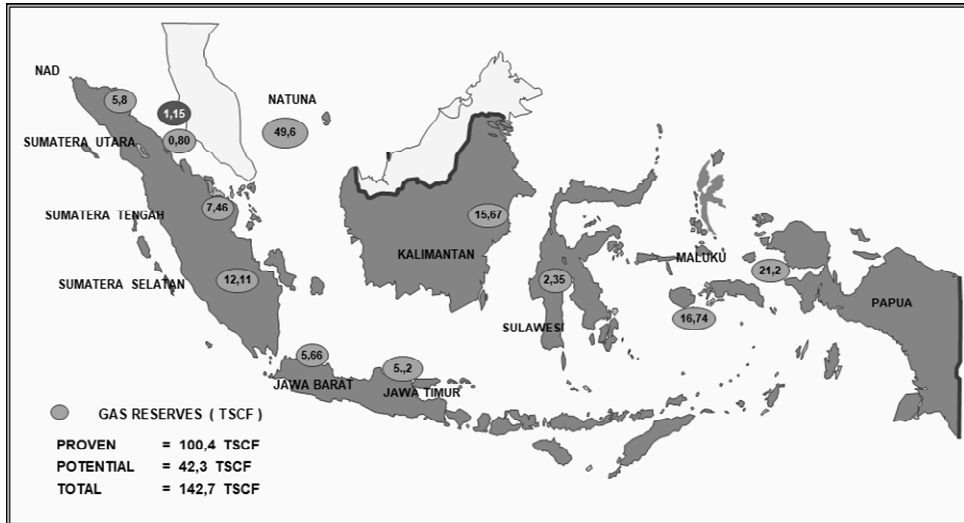 NAD
5,8
1,15
NATUNA
49,6
SUMATERA UTARA
0,80
7,46
SUMATERA TENGAH
15,67
KALIMANTAN
MALUKU
21,2
SUMATERA SELATAN
12,11
2,35
PAPUA
16,74
SULAWESI
5,66
5.,2
JAWA BARAT
JAWA TIMUR
GAS RESERVES ( TSCF )
PROVEN = 100,4 TSCF
POTENTIAL = 42,3 TSCF
TOTAL = 142,7 TSCF